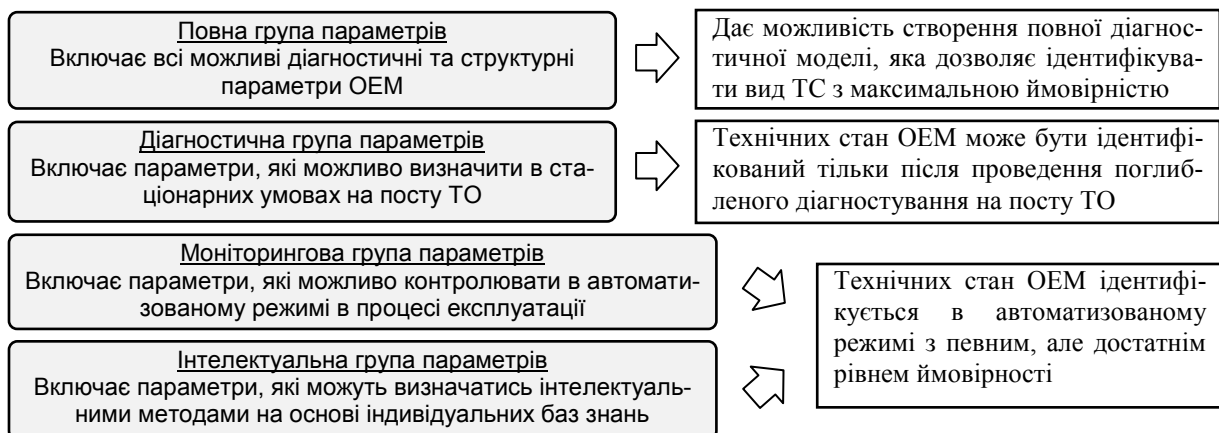 Повна група параметрів
Включає всі можливі діагностичні та структурні
параметри ОЕМ
Дає можливість створення повної діагнос-
тичної моделі, яка дозволяє ідентифікува-
ти вид ТС з максимальною ймовірністю
Діагностична група параметрів
Включає параметри, які можливо визначити в ста-
ціонарних умовах на посту ТО
Технічних стан ОЕМ може бути ідентифі-
кований тільки після проведення поглиб-
леного діагностування на посту ТО
Моніторингова група параметрів
Включає параметри, які можливо контролювати в автомати-
зованому режимі в процесі експлуатації
Інтелектуальна група параметрів
Включає параметри, які можуть визначатись інтелектуаль-
ними методами на основі індивідуальних баз знань
Технічних стан ОЕМ ідентифі-
кується в автоматизованому
режимі з певним, але достатнім
рівнем ймовірності